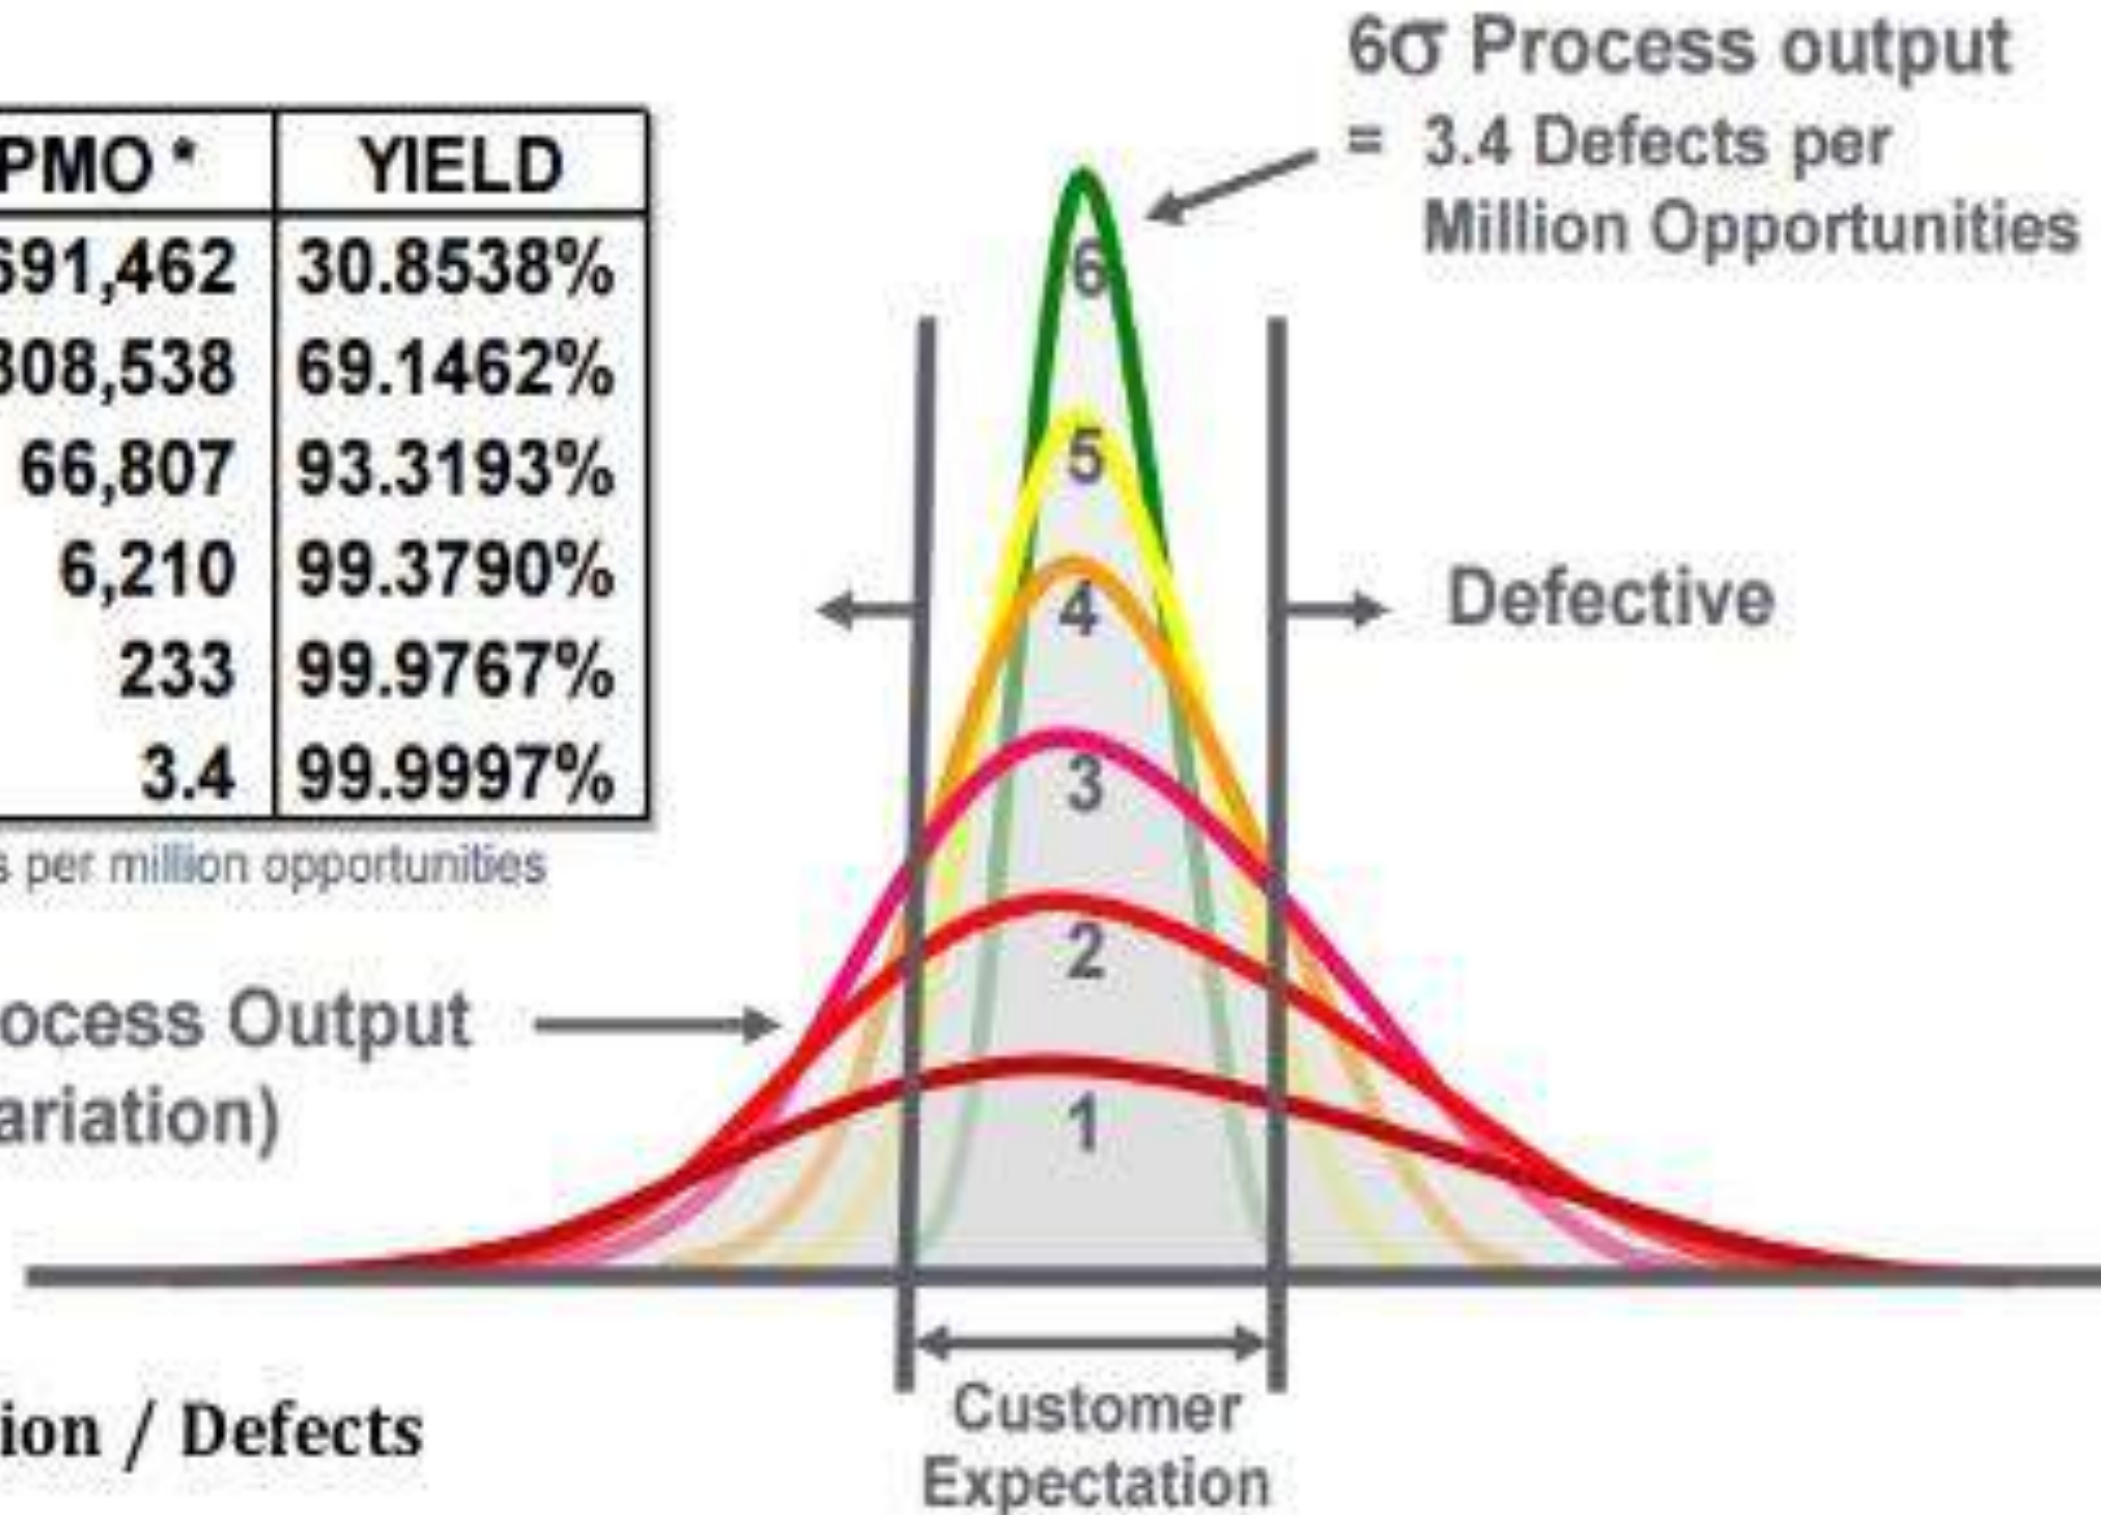 6σ Process output
= 3.4 Defects per
Million Opportunities
PMO * YIELD
691,462 30.8538%
308,538 69.1462%
66,807 93.3193%
6,210 99.3790%
233 99.9767%
3.4 99.9997%
s per million opportunities
6
5
4
3
2
1
Defective
ocess Output
ariation)
Customer
Expectation
ion / Defects